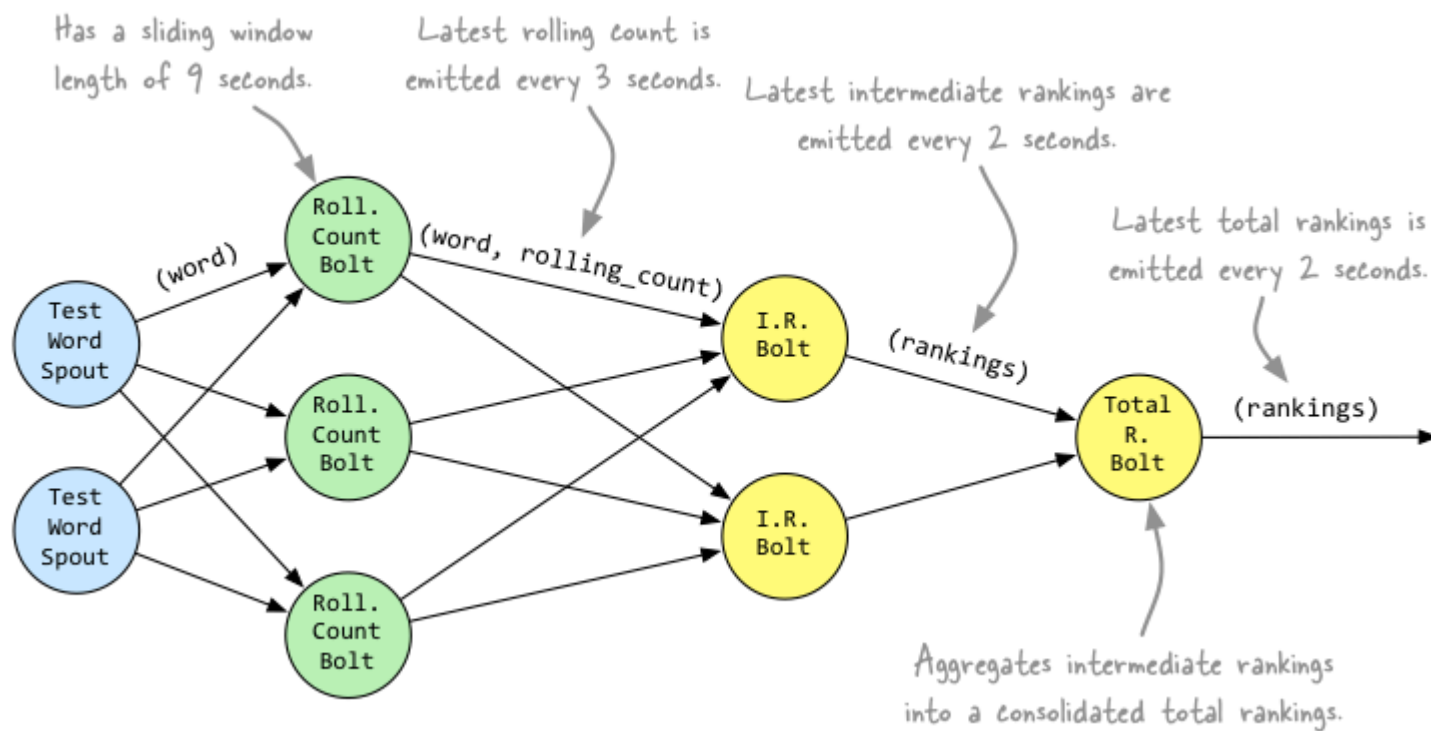 Has a sliding window
length of 9 seconds.
Latest rolling count is
emitted every 3 seconds.
Latest intermediate rankings are
emitted every 2 seconds.
Latest total rankings is
emitted every 2 seconds.
(word)
(word, rolling_count)
(rankings)
(rankings)
Test
Word
Spout
Test
Word
Spout
Roll.
Count
Bolt
Roll.
Count
Bolt
Roll.
Count
Bolt
I.R.
Bolt
I.R.
Bolt
Total
R.
Bolt
Aggregates intermediate rankings
into a consolidated total rankings.